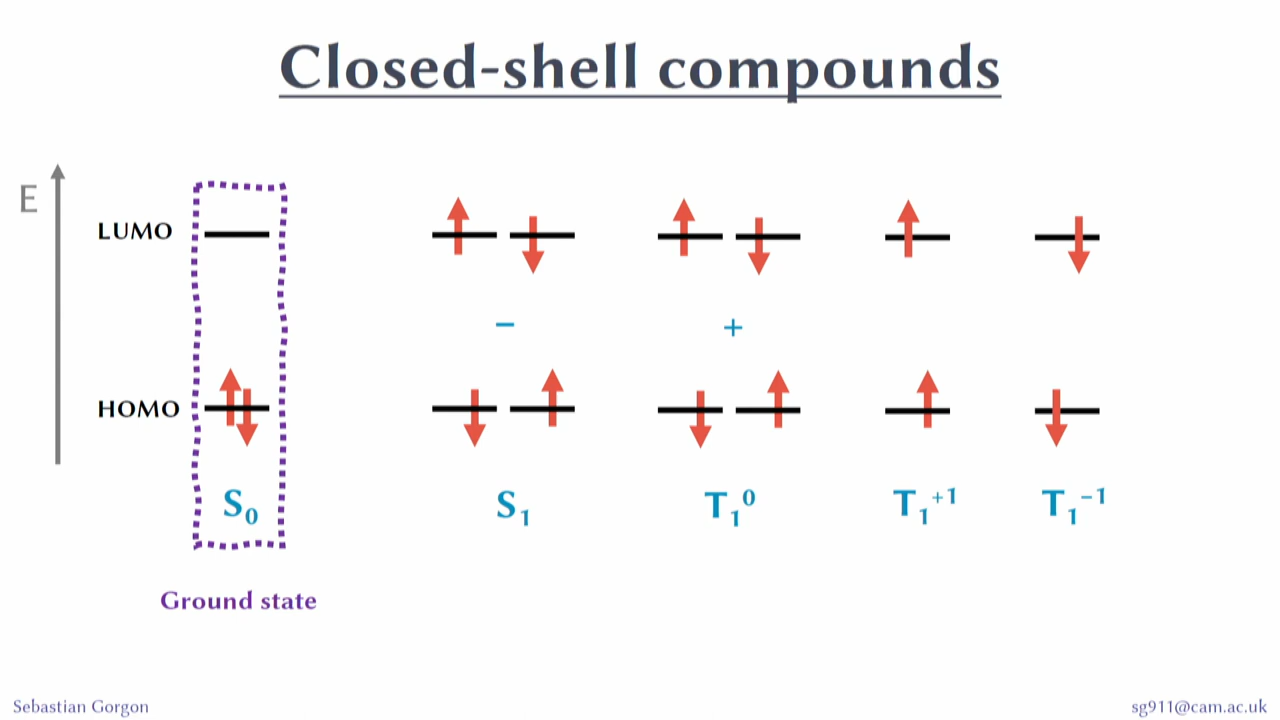 Closed-shell compounds
E
LUMO
− +
HOMO
S₀ S₁ T₁⁰ T₁⁺¹ T₁⁻¹
Ground state
Sebastian Gorgon
sg911@cam.ac.uk